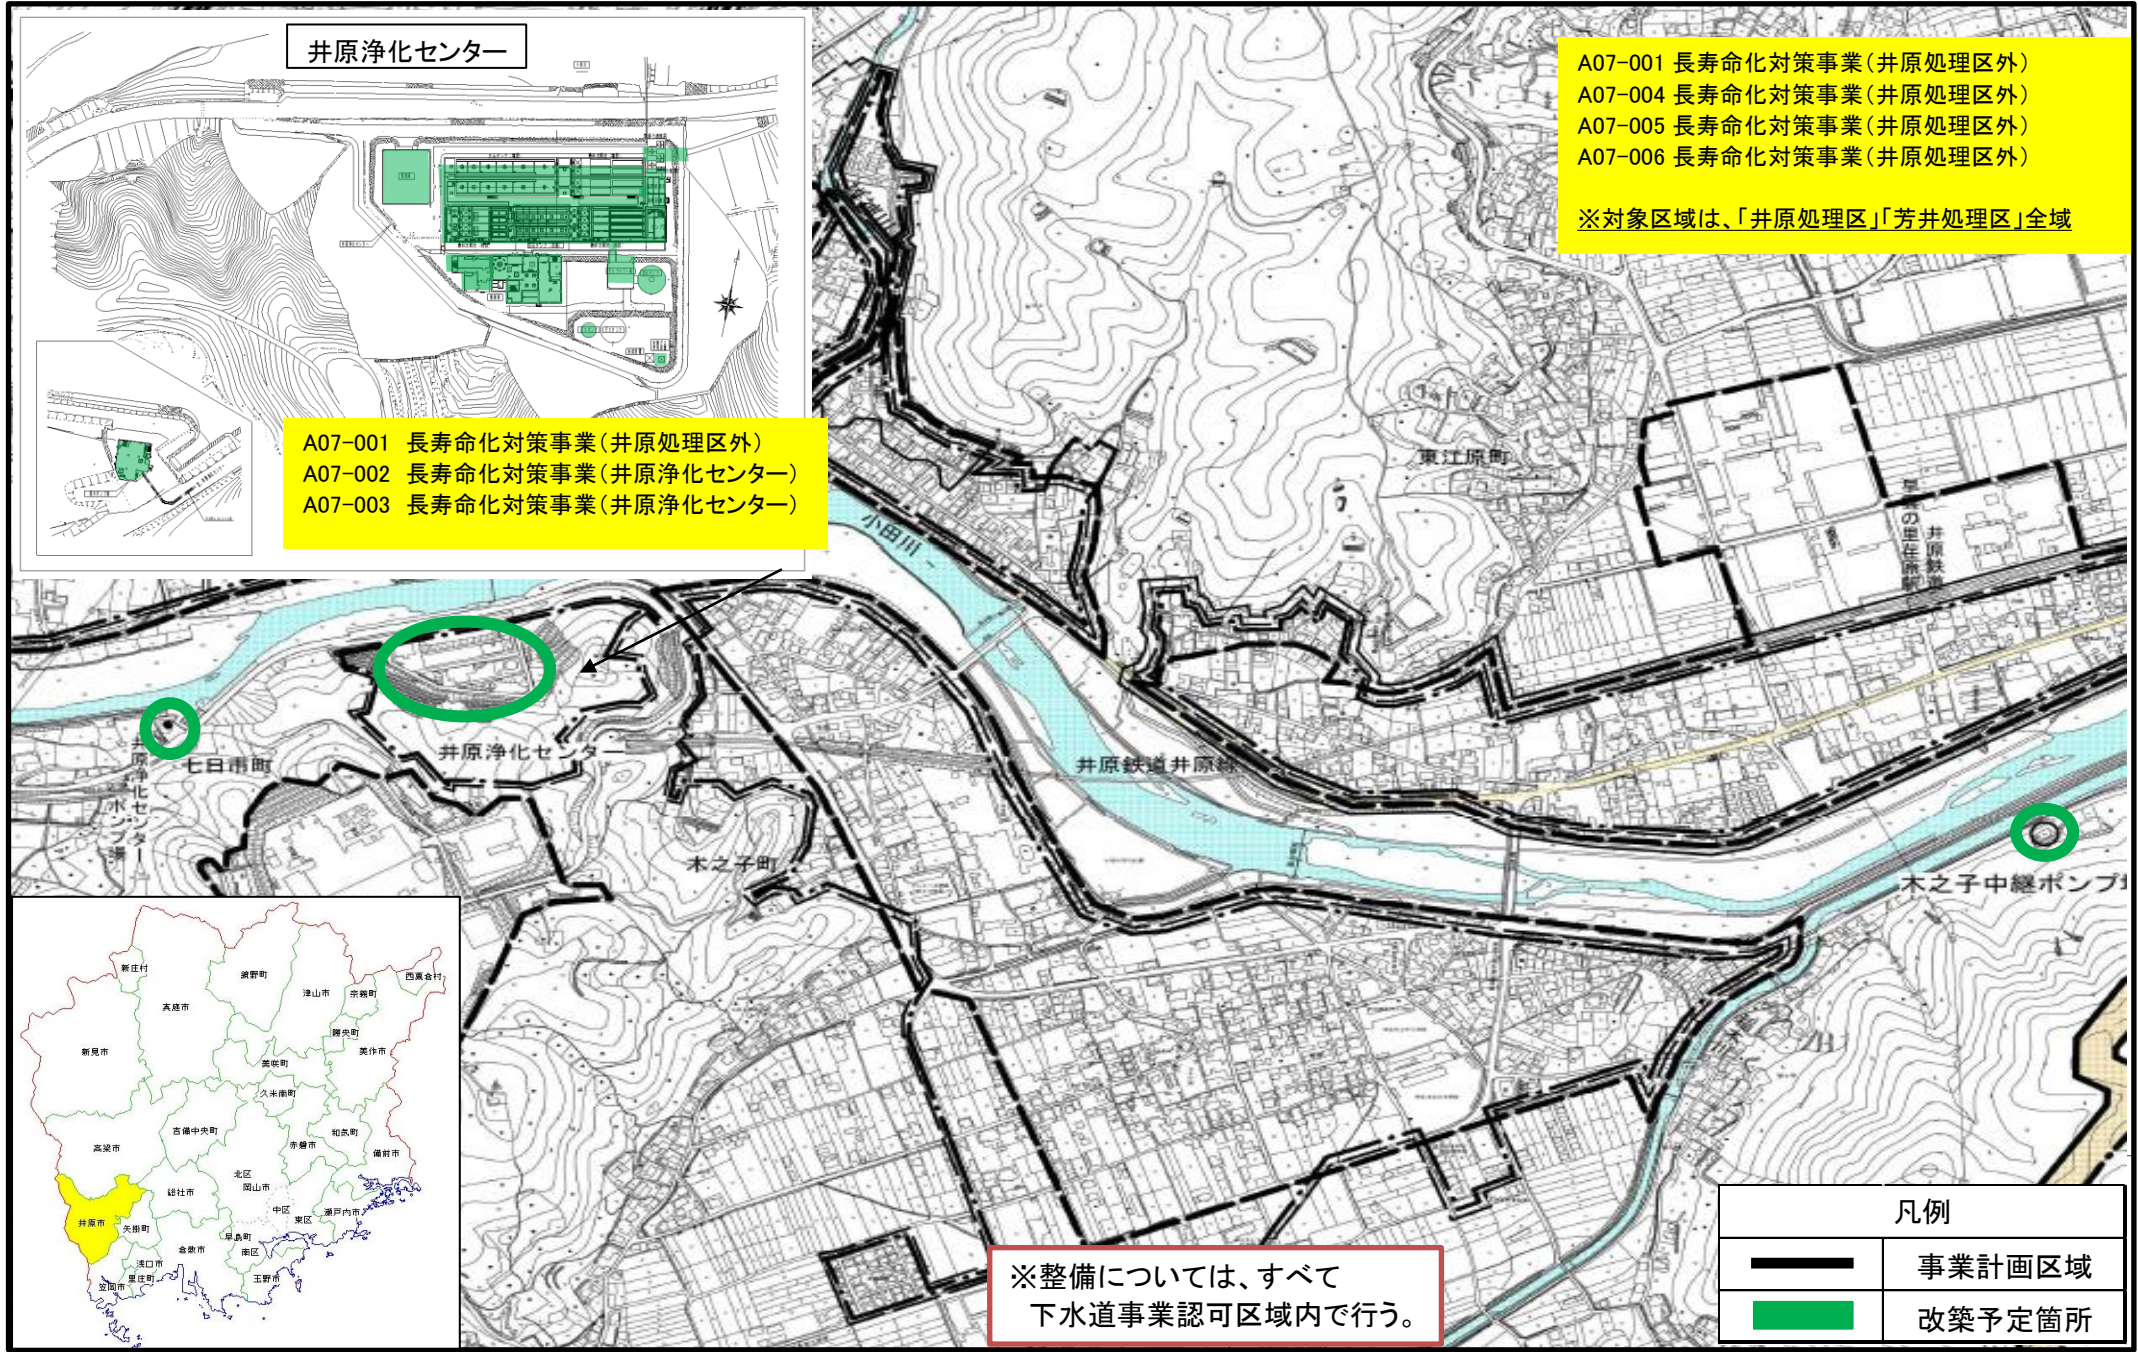 井原浄化センター
A07-001 長寿命化対策事業(井原処理区外)
A07-004 長寿命化対策事業(井原処理区外)
A07-005 長寿命化対策事業(井原処理区外)
A07-006 長寿命化対策事業(井原処理区外)
※対象区域は、「井原処理区」「芳井処理区」全域
A07-001 長寿命化対策事業(井原処理区外)
A07-002 長寿命化対策事業(井原浄化センター)
A07-003 長寿命化対策事業(井原浄化センター)
東江原町
小田川
早雲の里荏原駅
井原鉄道
井原浄化センター
七日市町
井原浄化センター
ポンプ場
井原鉄道井原線
木之子町
木之子中継ポンプ場
新庄村
鏡野町
西粟倉村
真庭市
津山市
奈義町
勝央町
新見市
美作市
美咲町
久米南町
吉備中央町
和気町
高梁市
赤磐市
備前市
北区
岡山市
総社市
中区
瀬戸内市
東区
井原市
矢掛町
早島町
倉敷市
南区
浅口市
里庄町
笠岡市
玉野市
※整備については、すべて
下水道事業認可区域内で行う。
凡例
事業計画区域
改築予定箇所